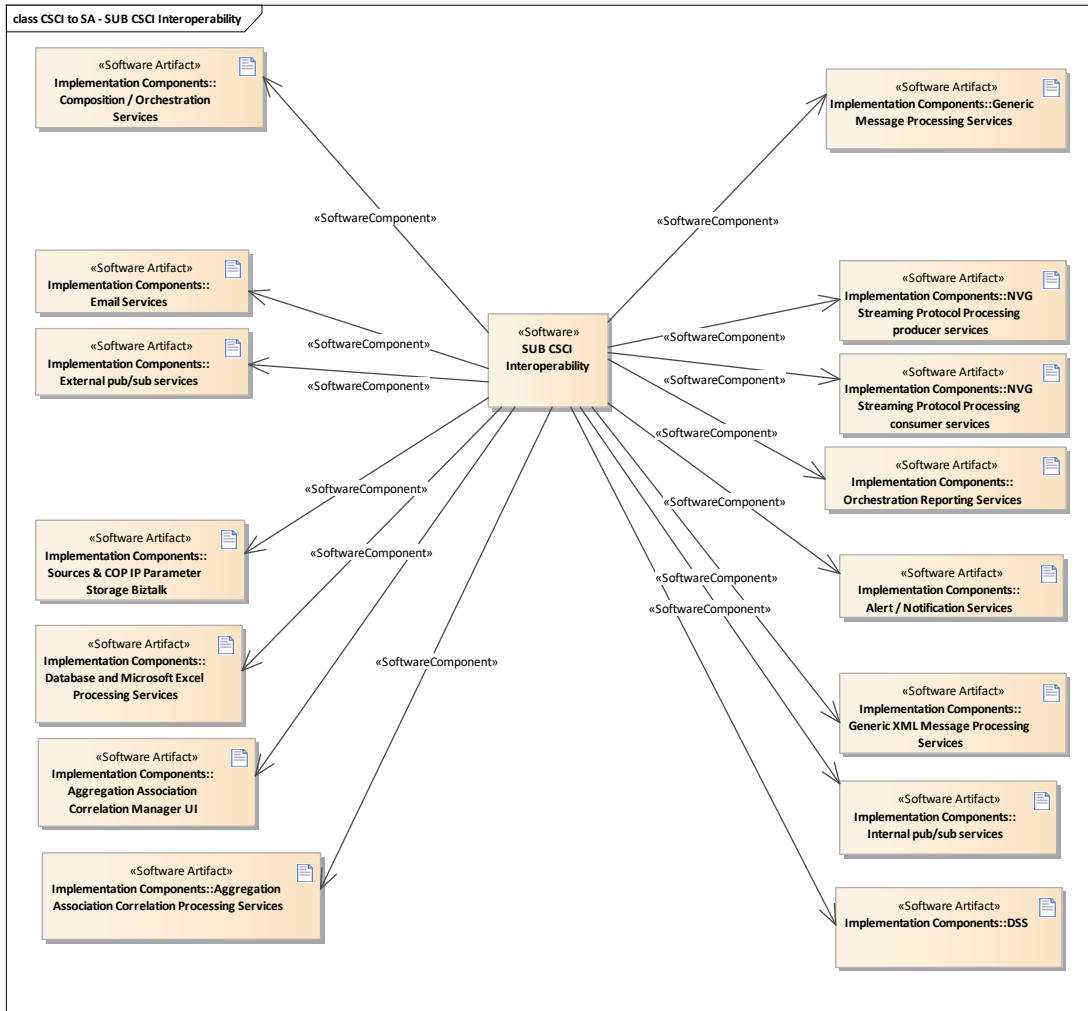 class CSCI to SA - SUB CSCI Interoperability
«Software Artifact»
Implementation Components::
Composition / Orchestration
Services
«Software Artifact»
Implementation Components::Generic
Message Processing Services
«SoftwareComponent»
«SoftwareComponent»
«Software Artifact»
Implementation Components::
Email Services
«Software Artifact»
Implementation Components::NVG
Streaming Protocol Processing
producer services
«Software»
SUB CSCI
Interoperability
«SoftwareComponent»
«SoftwareComponent»
«Software Artifact»
Implementation Components::
External pub/sub services
«SoftwareComponent»
«SoftwareComponent»
«Software Artifact»
Implementation Components::NVG
Streaming Protocol Processing
consumer services
«SoftwareComponent»
«SoftwareComponent»
«Software Artifact»
Implementation Components::
Orchestration Reporting Services
«SoftwareComponent»
«SoftwareComponent»
«Software Artifact»
Implementation Components::
Sources & COP IP Parameter
Storage Biztalk
«SoftwareComponent»
«SoftwareComponent»
«SoftwareComponent»
«Software Artifact»
Implementation Components::
Alert / Notification Services
«Software Artifact»
Implementation Components::
Database and Microsoft Excel
Processing Services
«SoftwareComponent»
«Software Artifact»
Implementation Components::
Generic XML Message Processing
Services
«Software Artifact»
Implementation Components::
Aggregation Association
Correlation Manager UI
«Software Artifact»
Implementation Components::
Internal pub/sub services
«Software Artifact»
Implementation Components::Aggregation
Association Correlation Processing Services
«Software Artifact»
Implementation Components::DSS